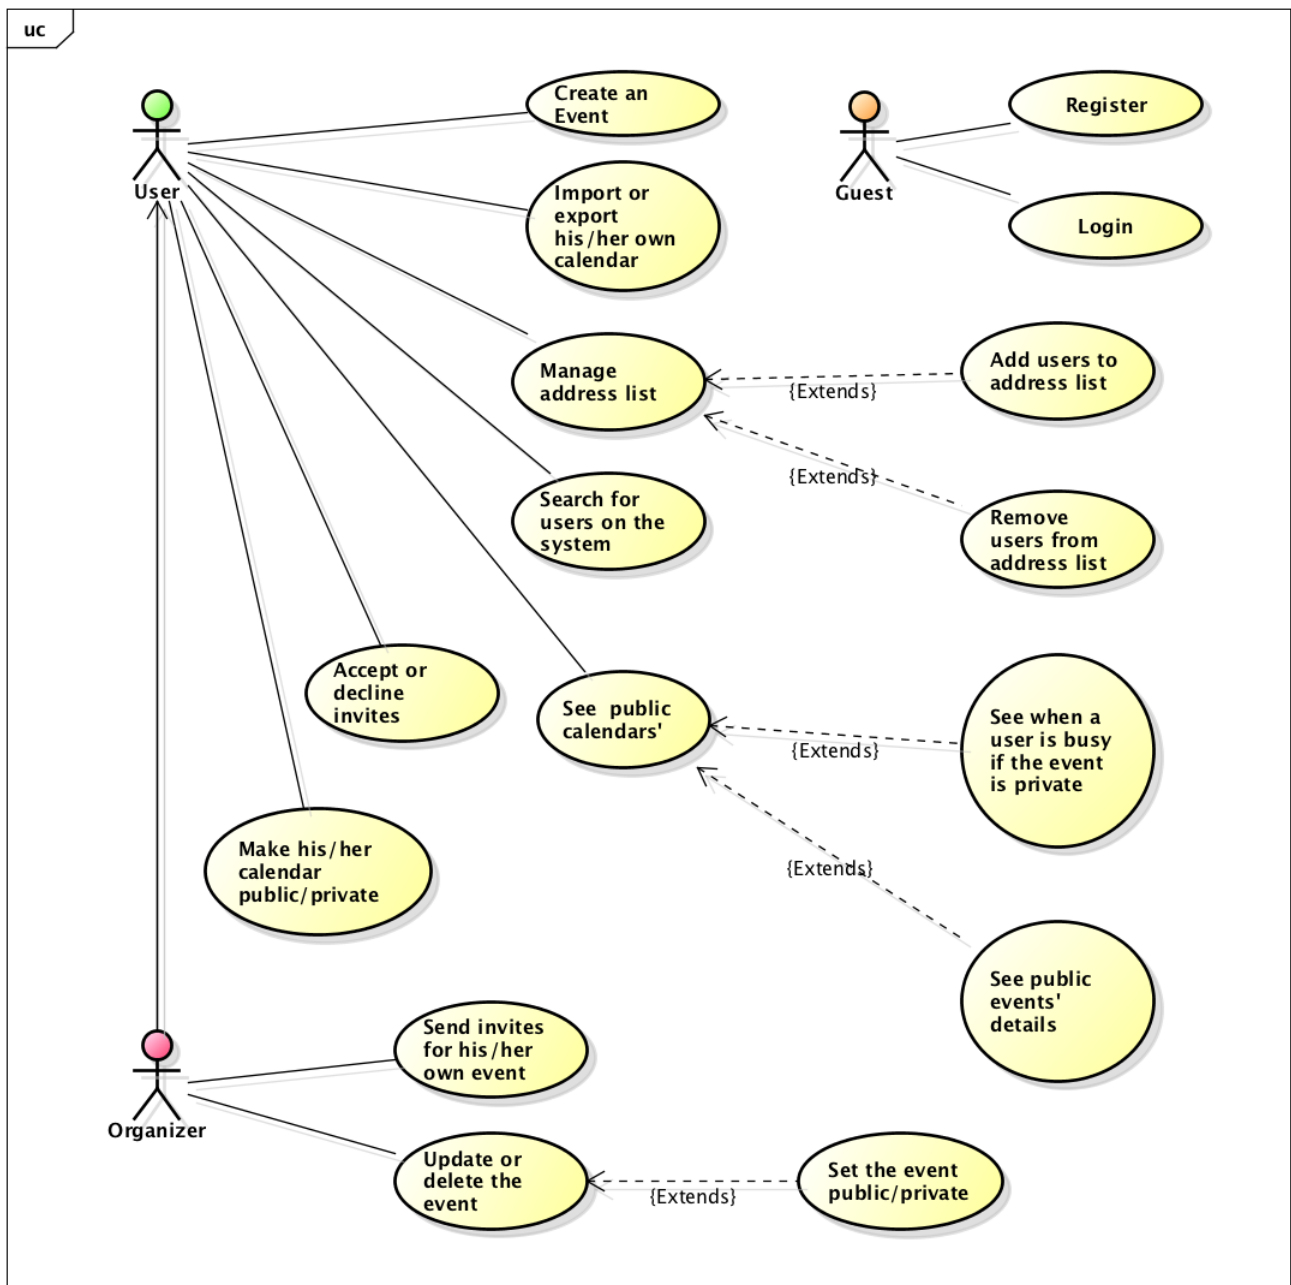 uc
Create an
Event
Register
User
Guest
Import or
export
his/her own
calendar
Login
Manage
address list
{Extends}
Add users to
address list
{Extends}
Search for
users on the
system
Remove
users from
address list
Accept or
decline
invites
See  public
calendars'
{Extends}
See when a
user is busy
if the event
is private
Make his/her
calendar
public/private
{Extends}
See public
events'
details
Send invites
for his/her
own event
Organizer
Update or
delete the
event
{Extends}
Set the event
public/private